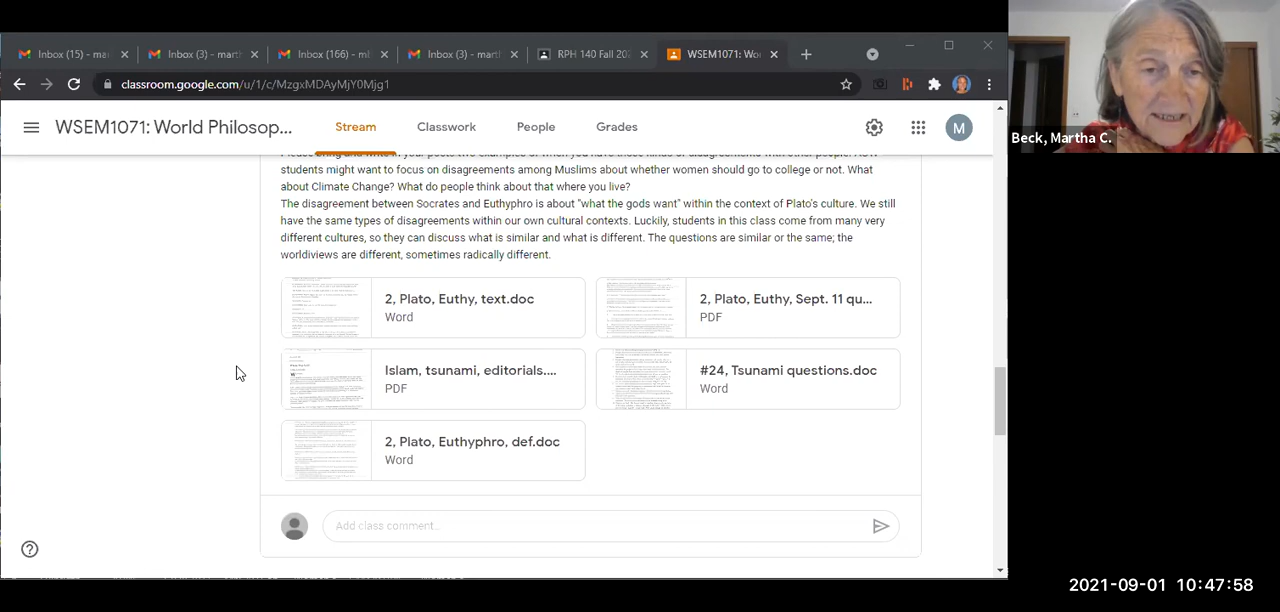 Inbox (15) - ma
Inbox (3) - marth
Inbox (166) - ml
Inbox (3) - marth
RPH 140 Fall 202
WSEM1071: Wo
classroom.google.com/u/1/c/MzgxMDAyMjY0Mjg1
WSEM1071: World Philosop...
Stream
Classwork
People
Grades
M
Beck, Martha C.
students might want to focus on disagreements among Muslims about whether women should go to college or not. What
about Climate Change? What do people think about that where you live?
The disagreement between Socrates and Euthyphro is about "what the gods want" within the context of Plato's culture. We still
have the same types of disagreements within our own cultural contexts. Luckily, students in this class come from many very
different cultures, so they can discuss what is similar and what is different. The questions are similar or the same; the
worldiviews are different, sometimes radically different.
2, Plato, Euthy, text.doc
Word
2, Plato, Euthy, Sept. 11 qu...
PDF
Islam, tsunami, editorials....
PDF
#24, Tsunami questions.doc
Word
2, Plato, Euthyphro, def.doc
Word
Add class comment...
2021-09-01 10:47:58